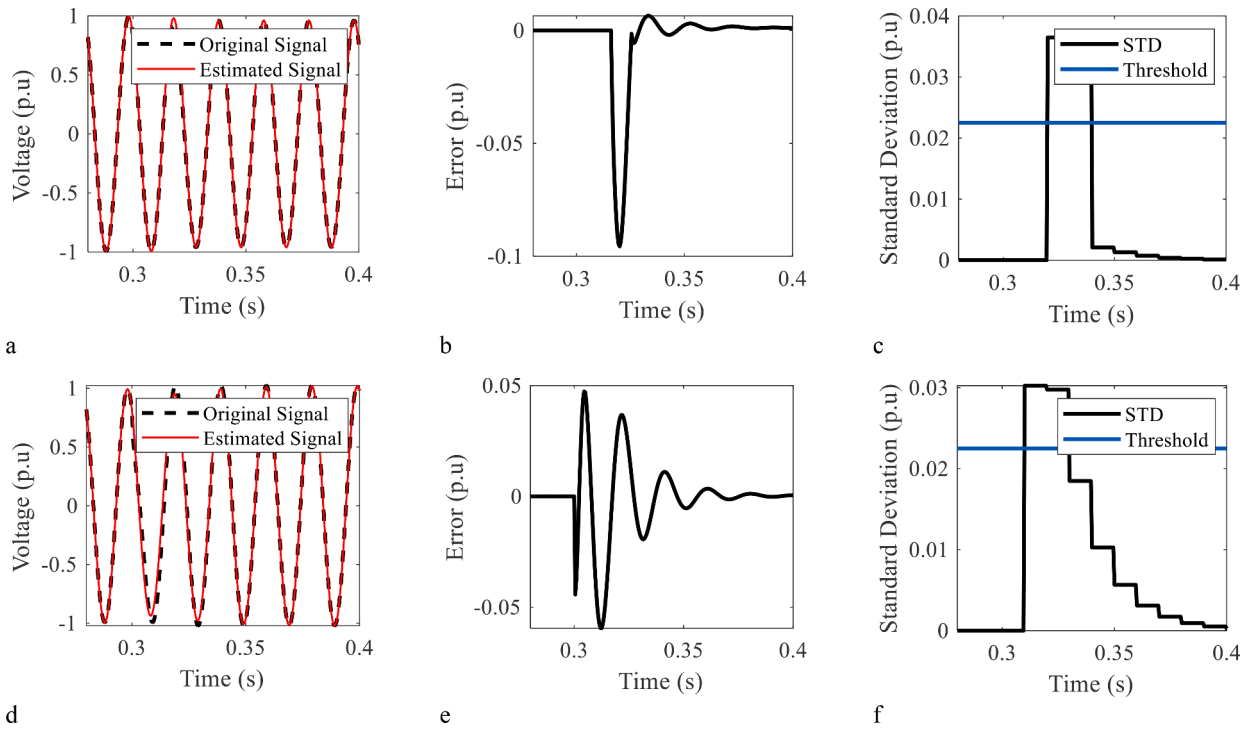 1
0.5
0
-0.5
-1
0.3
0.35
0.4
Voltage (p.u)
Time (s)
Original Signal
Estimated Signal
a
0
-0.05
-0.1
0.3
0.35
0.4
Error (p.u)
Time (s)
b
0.04
0.03
0.02
0.01
0
0.3
0.35
0.4
Standard Deviation (p.u)
Time (s)
STD
Threshold
c
1
0.5
0
-0.5
-1
0.3
0.35
0.4
Voltage (p.u)
Time (s)
Original Signal
Estimated Signal
d
0.05
0
-0.05
0.3
0.35
0.4
Error (p.u)
Time (s)
e
0.03
0.02
0.01
0
0.3
0.35
0.4
Standard Deviation (p.u)
Time (s)
STD
Threshold
f